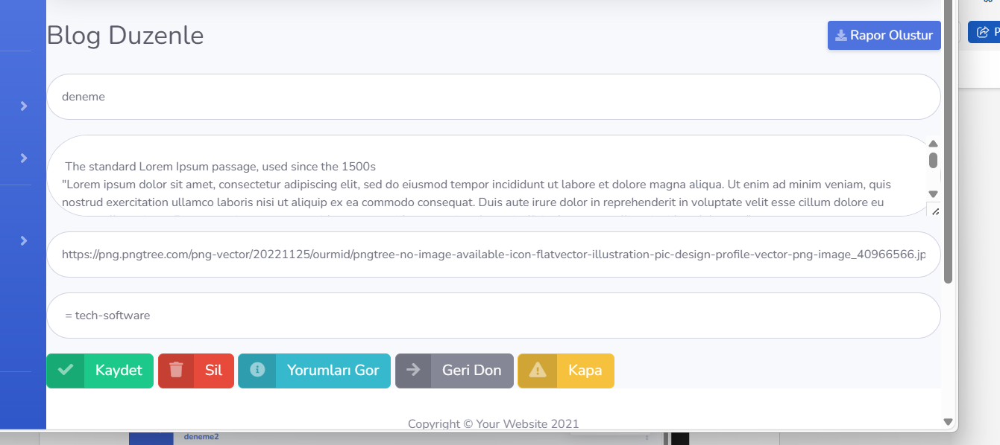 Blog Duzenle
Rapor Olustur
deneme
The standard Lorem Ipsum passage, used since the 1500s
"Lorem ipsum dolor sit amet, consectetur adipiscing elit, sed do eiusmod tempor incididunt ut labore et dolore magna aliqua. Ut enim ad minim veniam, quis
nostrud exercitation ullamco laboris nisi ut aliquip ex ea commodo consequat. Duis aute irure dolor in reprehenderit in voluptate velit esse cillum dolore eu
https://png.pngtree.com/png-vector/20221125/ourmid/pngtree-no-image-available-icon-flatvector-illustration-pic-design-profile-vector-png-image_40966566.jp
= tech-software
Kaydet
Sil
Yorumları Gor
Geri Don
Kapa
Copyright © Your Website 2021
deneme2